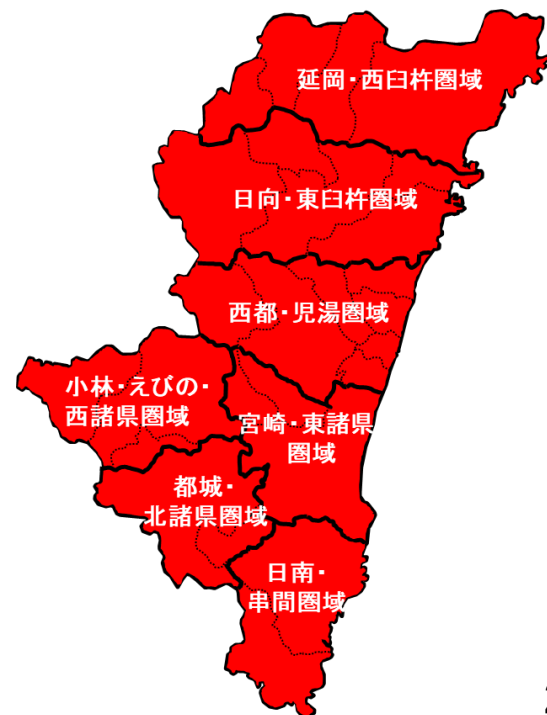 延岡・西臼杵圏域
日向・東臼杵圏域
西都・児湯圏域
小林・えびの・
西諸県圏域
宮崎・東諸県
圏域
都城・
北諸県圏域
日南・
串間圏域